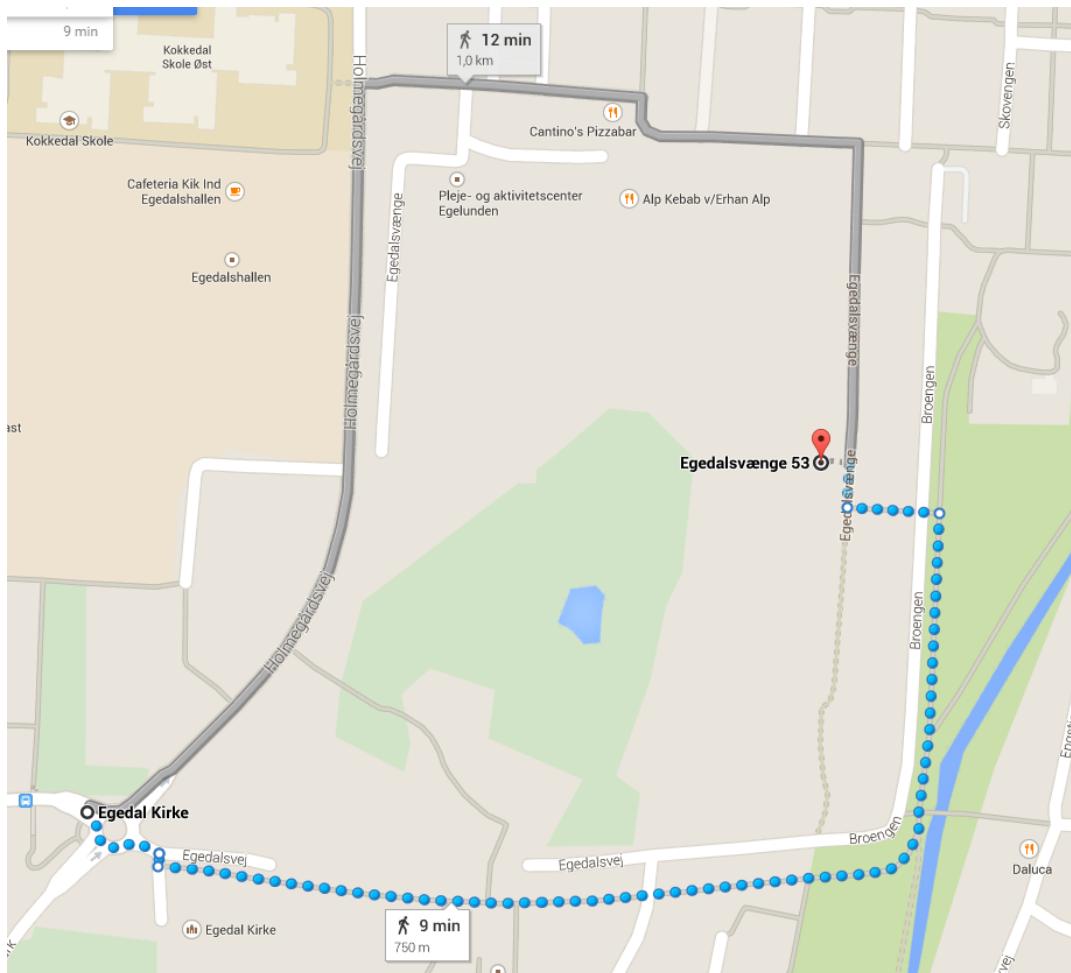 9 min
Kokkedal
Skole Øst
12 min
1,0 km
Holmegårdsvej
Skovengen
Kokkedal Skole
Cantino's Pizzabar
Cafeteria Kik Ind
Egedalshallen
Pleje- og aktivitetscenter
Egelunden
Alp Kebab v/Erhan Alp
Egedalsvænge
Egedalshallen
Egedalsvænge
Holmegårdsvej
Broengen
ast
Egedalsvænge 53
Egedalsvænge
Holmegårdsvej
Broengen
Egedal Kirke
Broengen
Egedalsvej
Egedalsvej
Daluca
Egedal Kirke
9 min
750 m